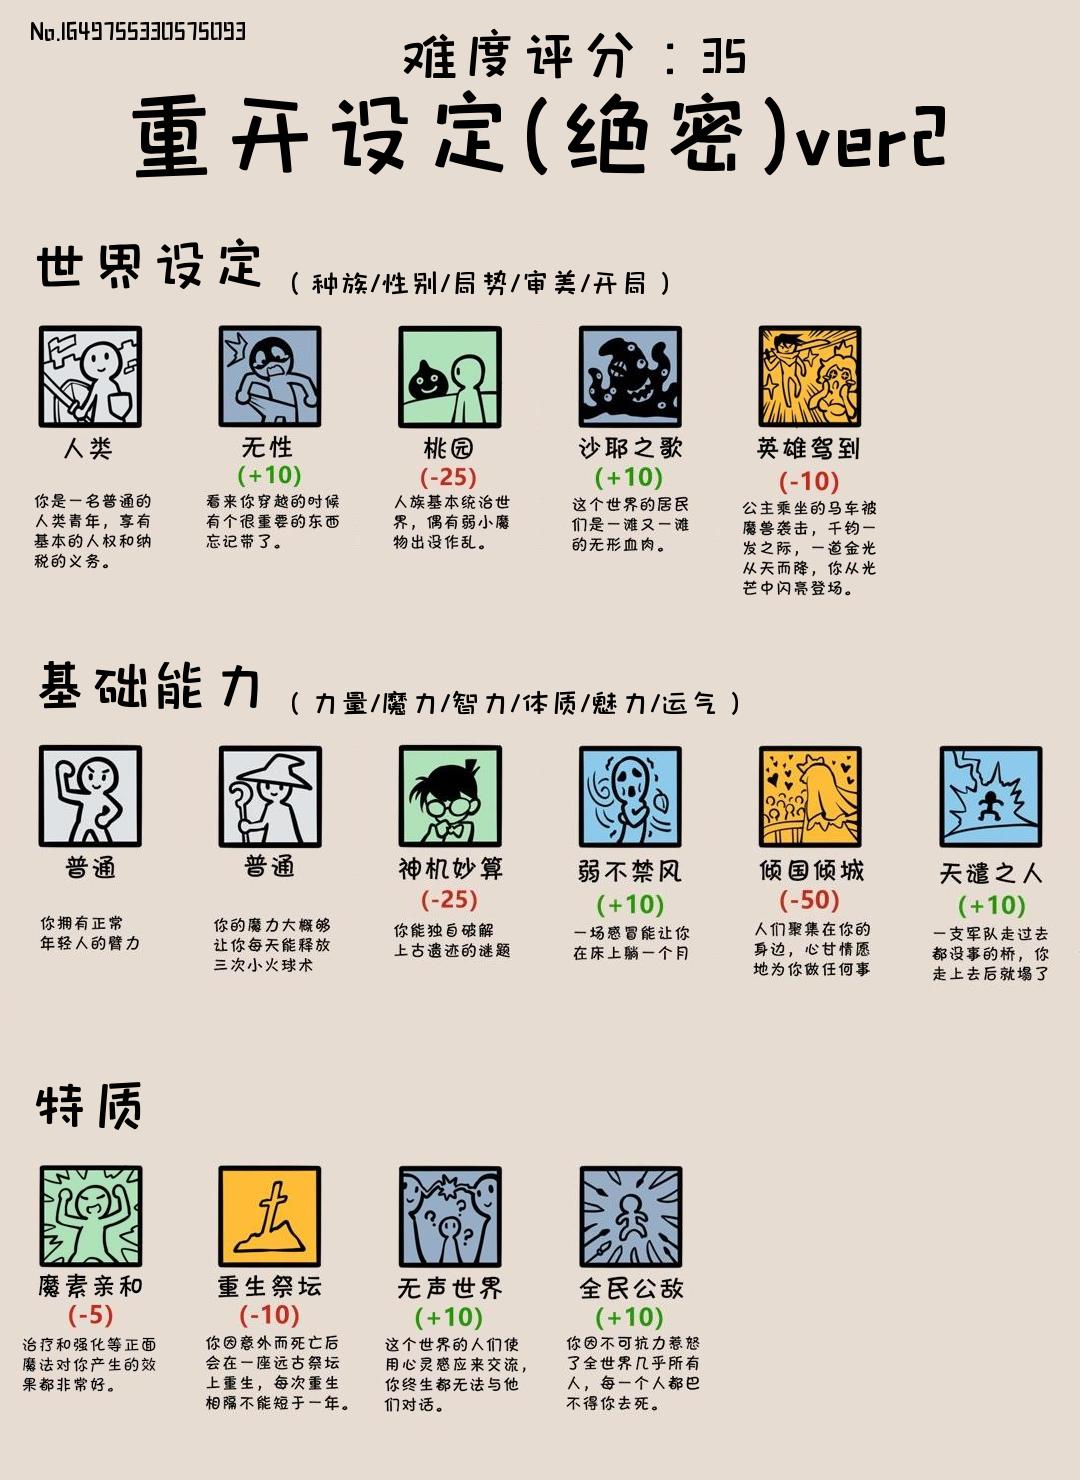 No.1649755330575093
难度评分：35
重开设定(绝密)ver2
世界设定（种族/性别/局势/审美/开局）
人类
你是一名普通的
人类青年，享有
基本的人权和纳
税的义务。
无性
(+10)
看来你穿越的时候
有个很重要的东西
忘记带了。
桃园
(-25)
人族基本统治世
界，偶有弱小魔
物出没作乱。
沙耶之歌
(+10)
这个世界的居民
们是一滩又一滩
的无形血肉。
英雄驾到
(-10)
公主乘坐的马车被
魔兽袭击，千钧一
发之际，一道金光
从天而降，你从光
芒中闪亮登场。
基础能力（力量/魔力/智力/体质/魅力/运气）
普通
你拥有正常
年轻人的臂力
普通
你的魔力大概够
让你每天能释放
三次小火球术
神机妙算
(-25)
你能独自破解
上古遗迹的谜题
弱不禁风
(+10)
一场感冒能让你
在床上躺一个月
倾国倾城
(-50)
人们聚集在你的
身边，心甘情愿
地为你做任何事
天谴之人
(+10)
一支军队走过去
都没事的桥，你
走上去后就塌了
特质
魔素亲和
(-5)
治疗和强化等正面
魔法对你产生的效
果都非常好。
重生祭坛
(-10)
你因意外而死亡后
会在一座远古祭坛
上重生，每次重生
相隔不能短于一年。
无声世界
(+10)
这个世界的人们使
用心灵感应来交流，
你终生都无法与他
们对话。
全民公敌
(+10)
你因不可抗力惹怒
了全世界几乎所有
人，每一个人都巴
不得你去死。